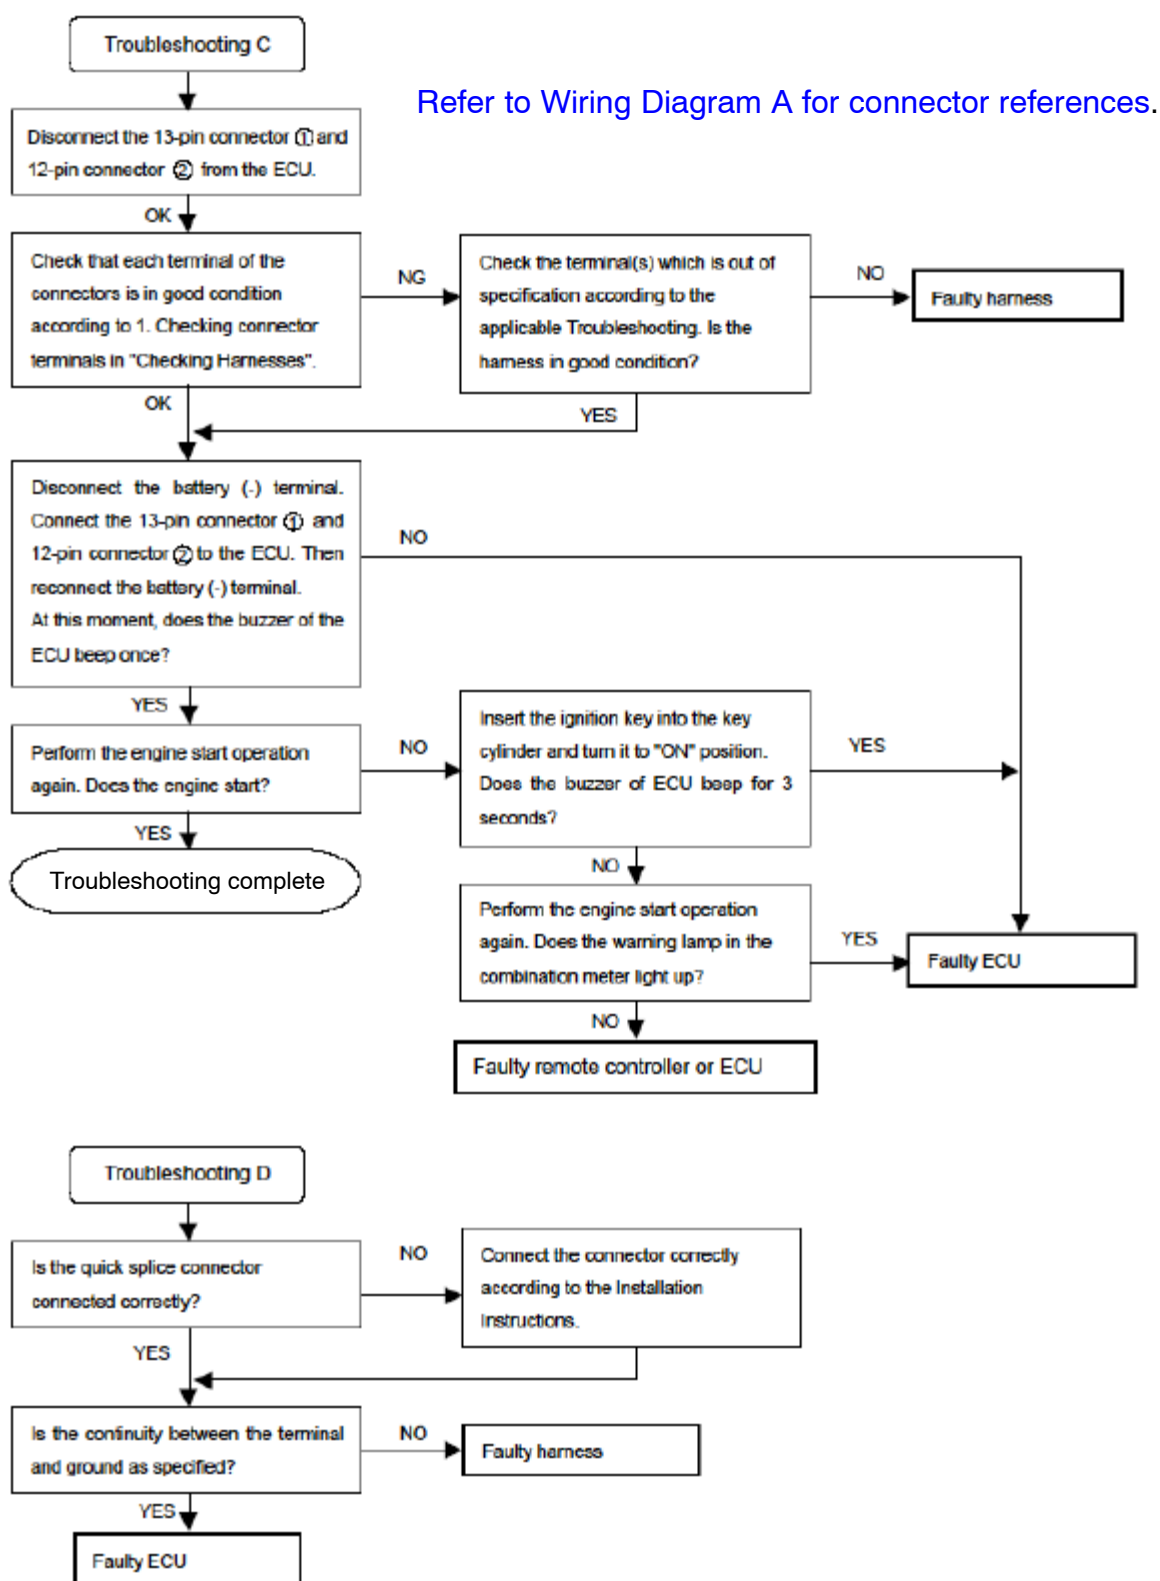 Troubleshooting C
Refer to Wiring Diagram A for connector references.
Disconnect the 13-pin connector ① and
12-pin connector ② from the ECU.
OK
Check that each terminal of the
connectors is in good condition
according to 1. Checking connector
terminals in "Checking Harnesses".
NG
Check the terminal(s) which is out of
specification according to the
applicable Troubleshooting. Is the
harness in good condition?
NO
Faulty harness
OK
YES
Disconnect the battery (-) terminal.
Connect the 13-pin connector ① and
12-pin connector ② to the ECU. Then
reconnect the battery (-) terminal.
At this moment, does the buzzer of the
ECU beep once?
NO
YES
Perform the engine start operation
again. Does the engine start?
NO
Insert the ignition key into the key
cylinder and turn it to "ON" position.
Does the buzzer of ECU beep for 3
seconds?
YES
YES
Troubleshooting complete
NO
Perform the engine start operation
again. Does the warning lamp in the
combination meter light up?
YES
Faulty ECU
NO
Faulty remote controller or ECU
Troubleshooting D
Is the quick splice connector
connected correctly?
NO
Connect the connector correctly
according to the Installation
Instructions.
YES
Is the continuity between the terminal
and ground as specified?
NO
Faulty harness
YES
Faulty ECU